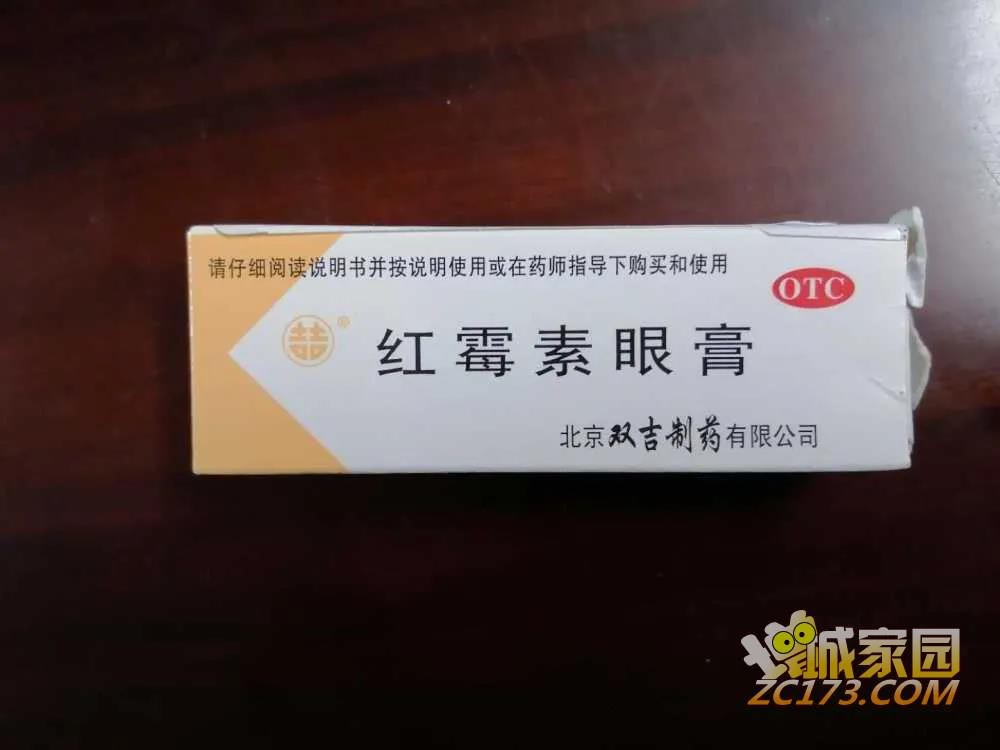 请仔细阅读说明书并按说明使用或在药师指导下购买和使用
OTC
®
红霉素眼膏
北京双吉制药有限公司
诚家园
ZC173.COM